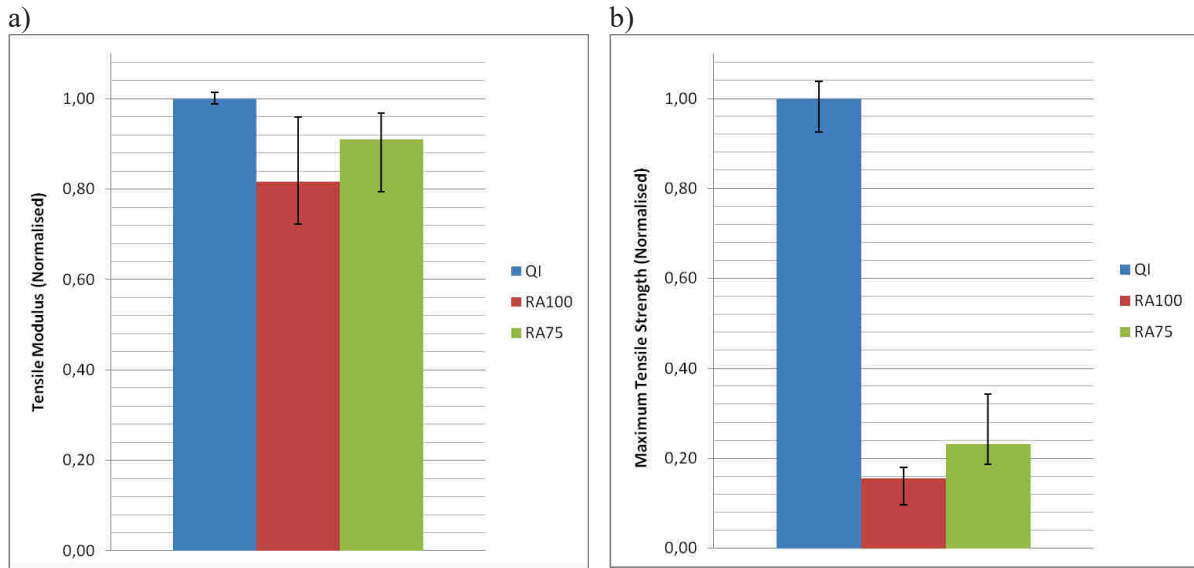 a)
Tensile Modulus (Normalised)
1,00
0,80
0,60
0,40
0,20
0,00
QI
RA100
RA75
b)
Maximum Tensile Strength (Normalised)
1,00
0,80
0,60
0,40
0,20
0,00
QI
RA100
RA75